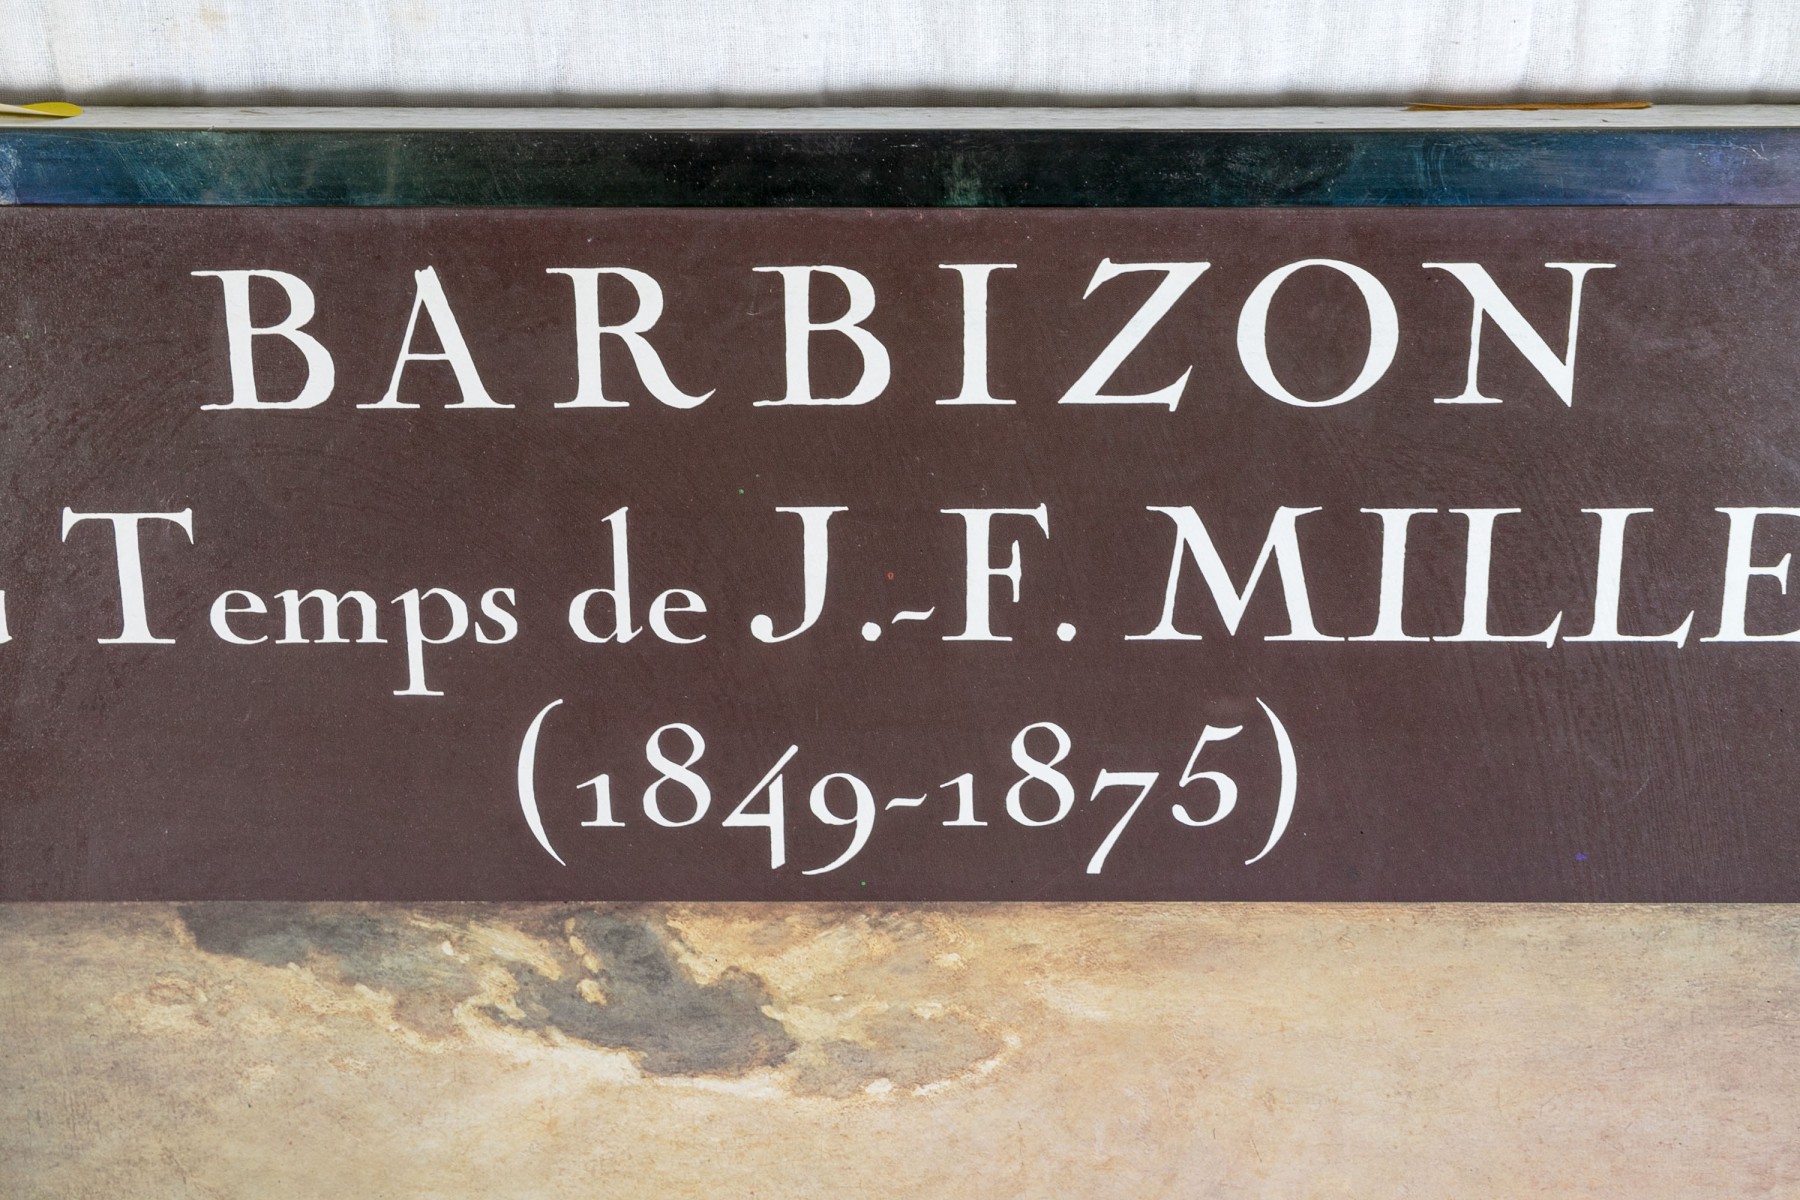 BARBIZON
Temps de J.-F. MILLE
(1849-1875)